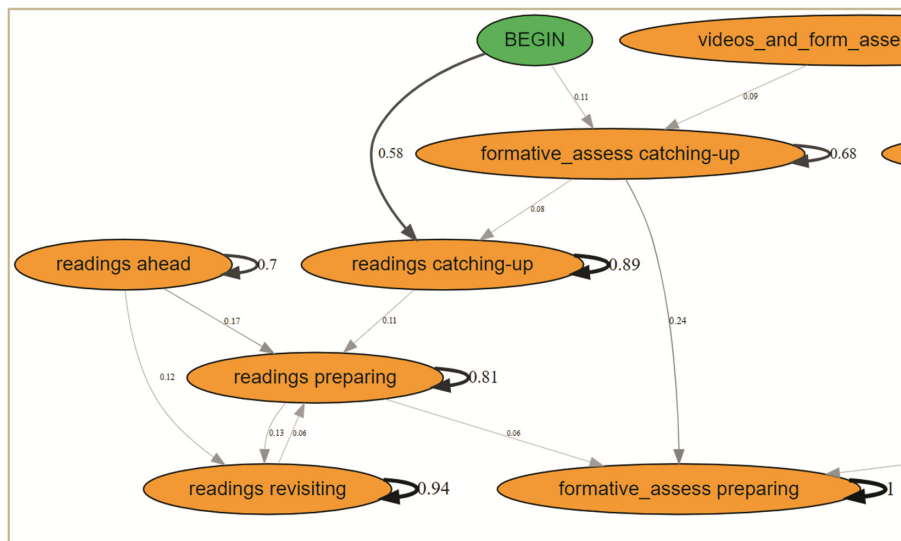 BEGIN
videos_and_form_asse
0.11
0.09
0.58
formative_assess catching-up
0.68
0.08
readings ahead
0.7
readings catching-up
0.89
0.17
0.11
0.24
0.12
readings preparing
0.81
0.13
0.06
0.06
readings revisiting
0.94
formative_assess preparing
1